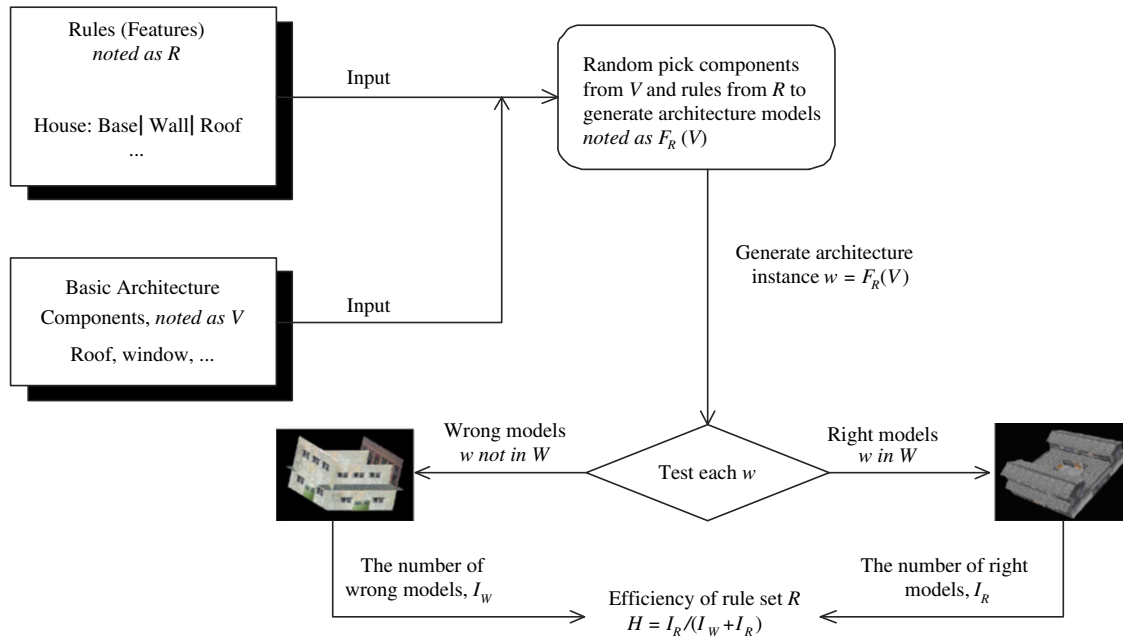 Rules (Features)
noted as R
House: Base| Wall| Roof
...
Input
Random pick components
from V and rules from R to
generate architecture models
noted as F_R (V)
Basic Architecture
Components, noted as V
Roof, window, ...
Input
Generate architecture
instance w = F_R(V)
Wrong models
w not in W
Test each w
Right models
w in W
The number of
wrong models, I_W
Efficiency of rule set R
H = I_R/(I_W+I_R)
The number of right
models, I_R